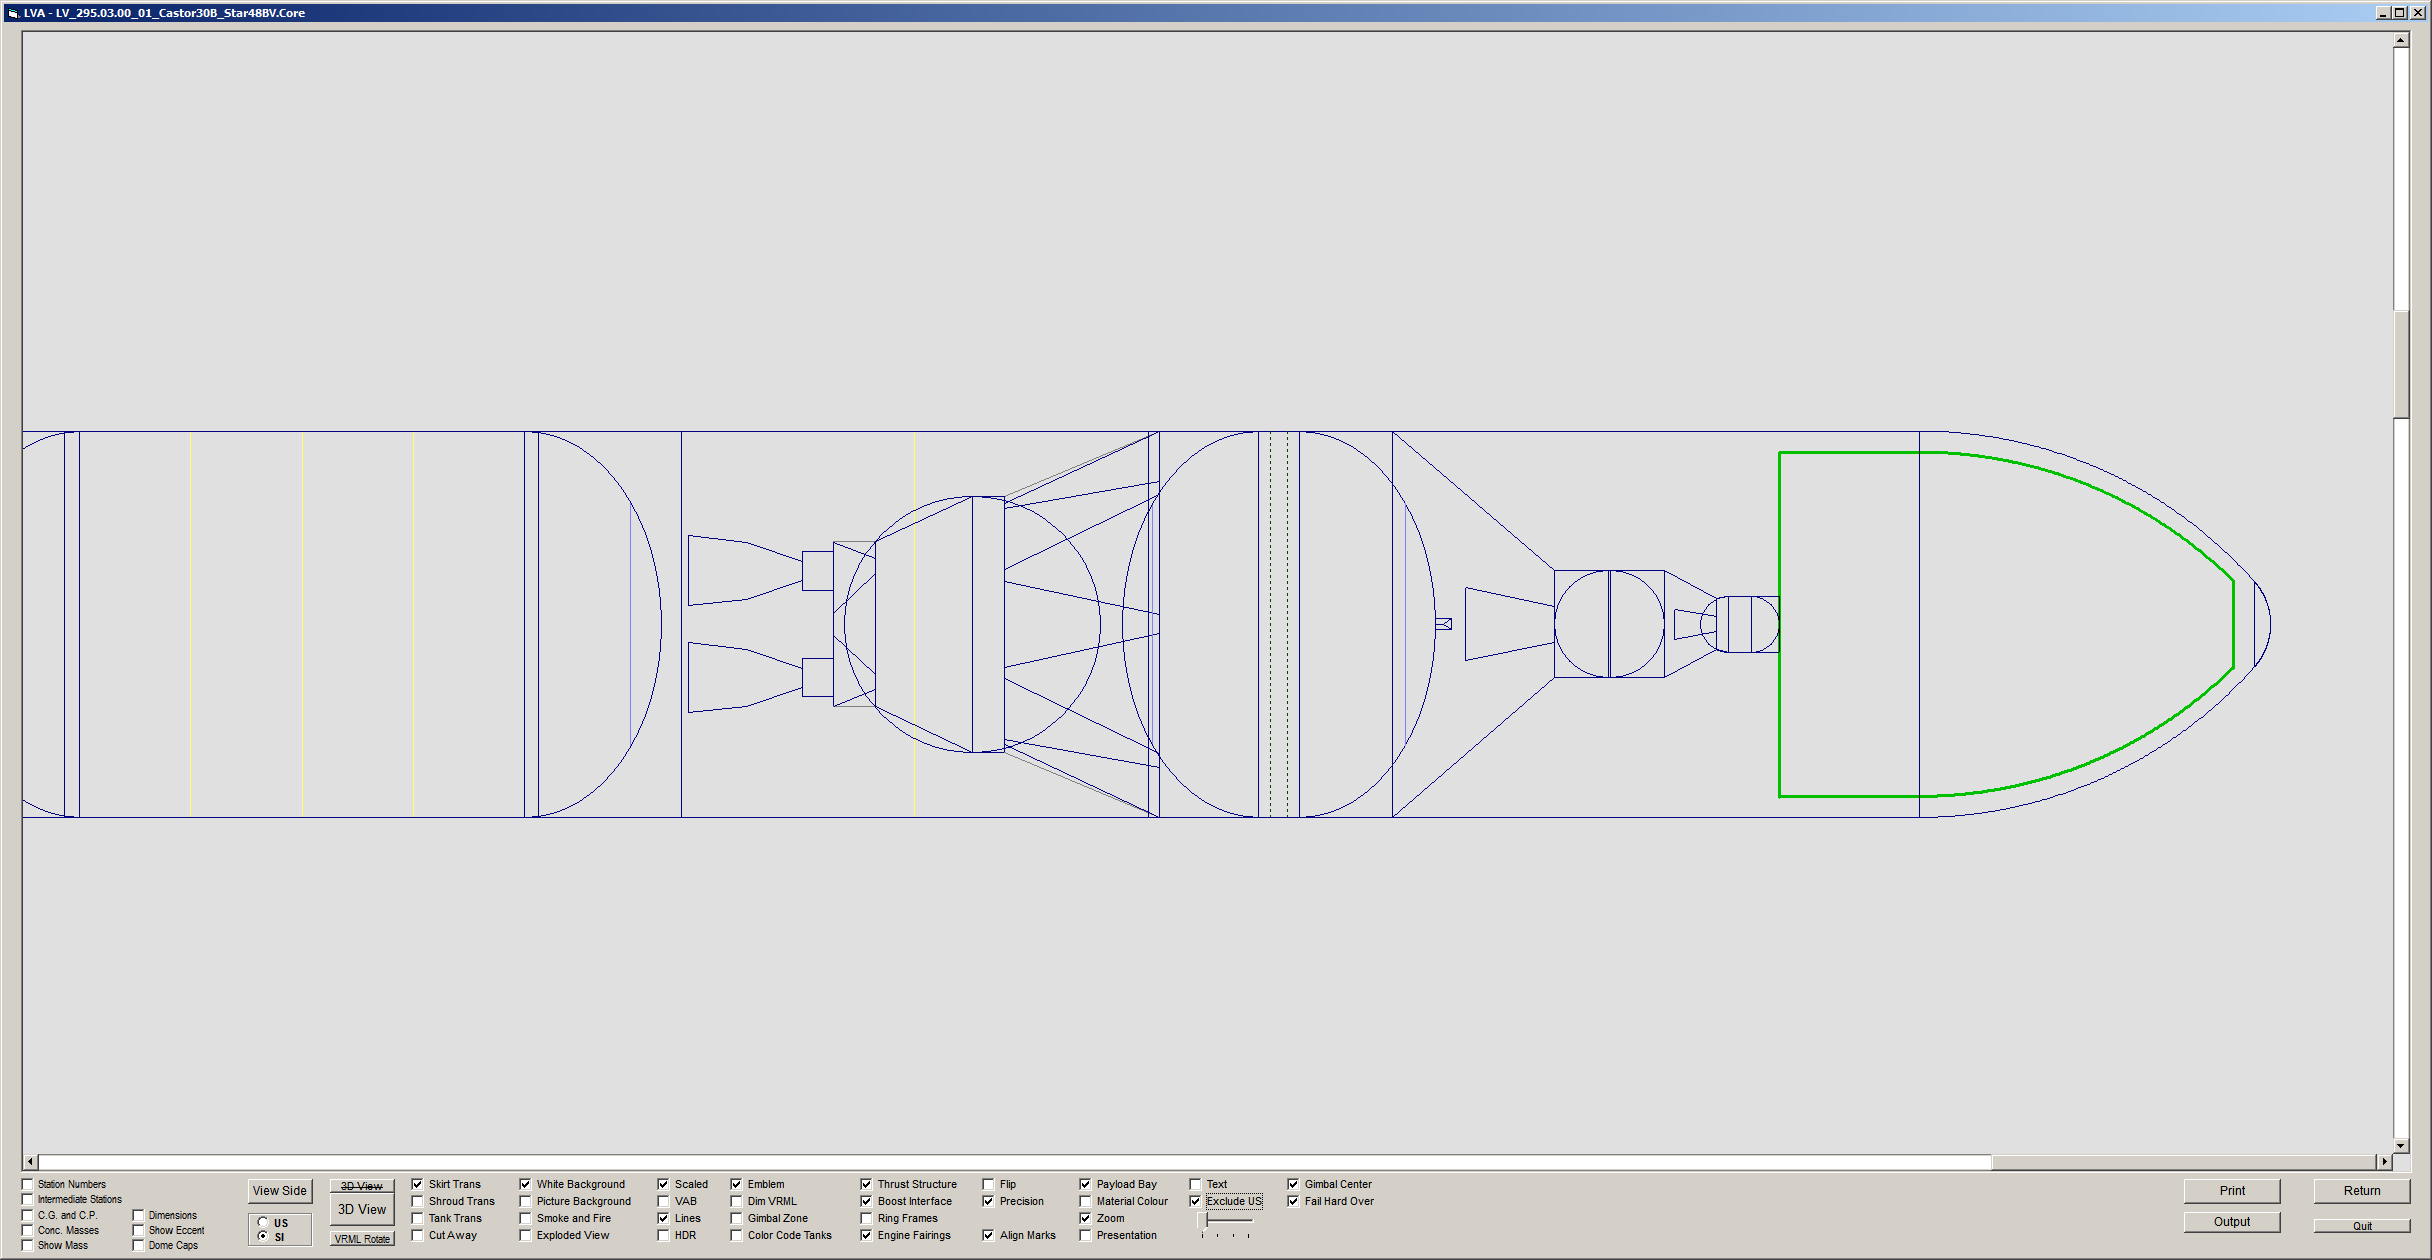 LVA - LV_295.03.00_01_Castor30B_Star48BV.Core
Station Numbers
Intermediate Stations
C.G. and C.P.
Dimensions
Conc. Masses
Show Eccent
Show Mass
Dome Caps
View Side
US
SI
3D View
3D View
VRML Rotate
Skirt Trans
Shroud Trans
Tank Trans
Cut Away
White Background
Picture Background
Smoke and Fire
Exploded View
Scaled
VAB
Lines
HDR
Emblem
Dim VRML
Gimbal Zone
Color Code Tanks
Thrust Structure
Boost Interface
Ring Frames
Engine Fairings
Flip
Precision
Align Marks
Payload Bay
Material Colour
Zoom
Presentation
Text
Exclude US
Gimbal Center
Fail Hard Over
Print
Output
Return
Quit